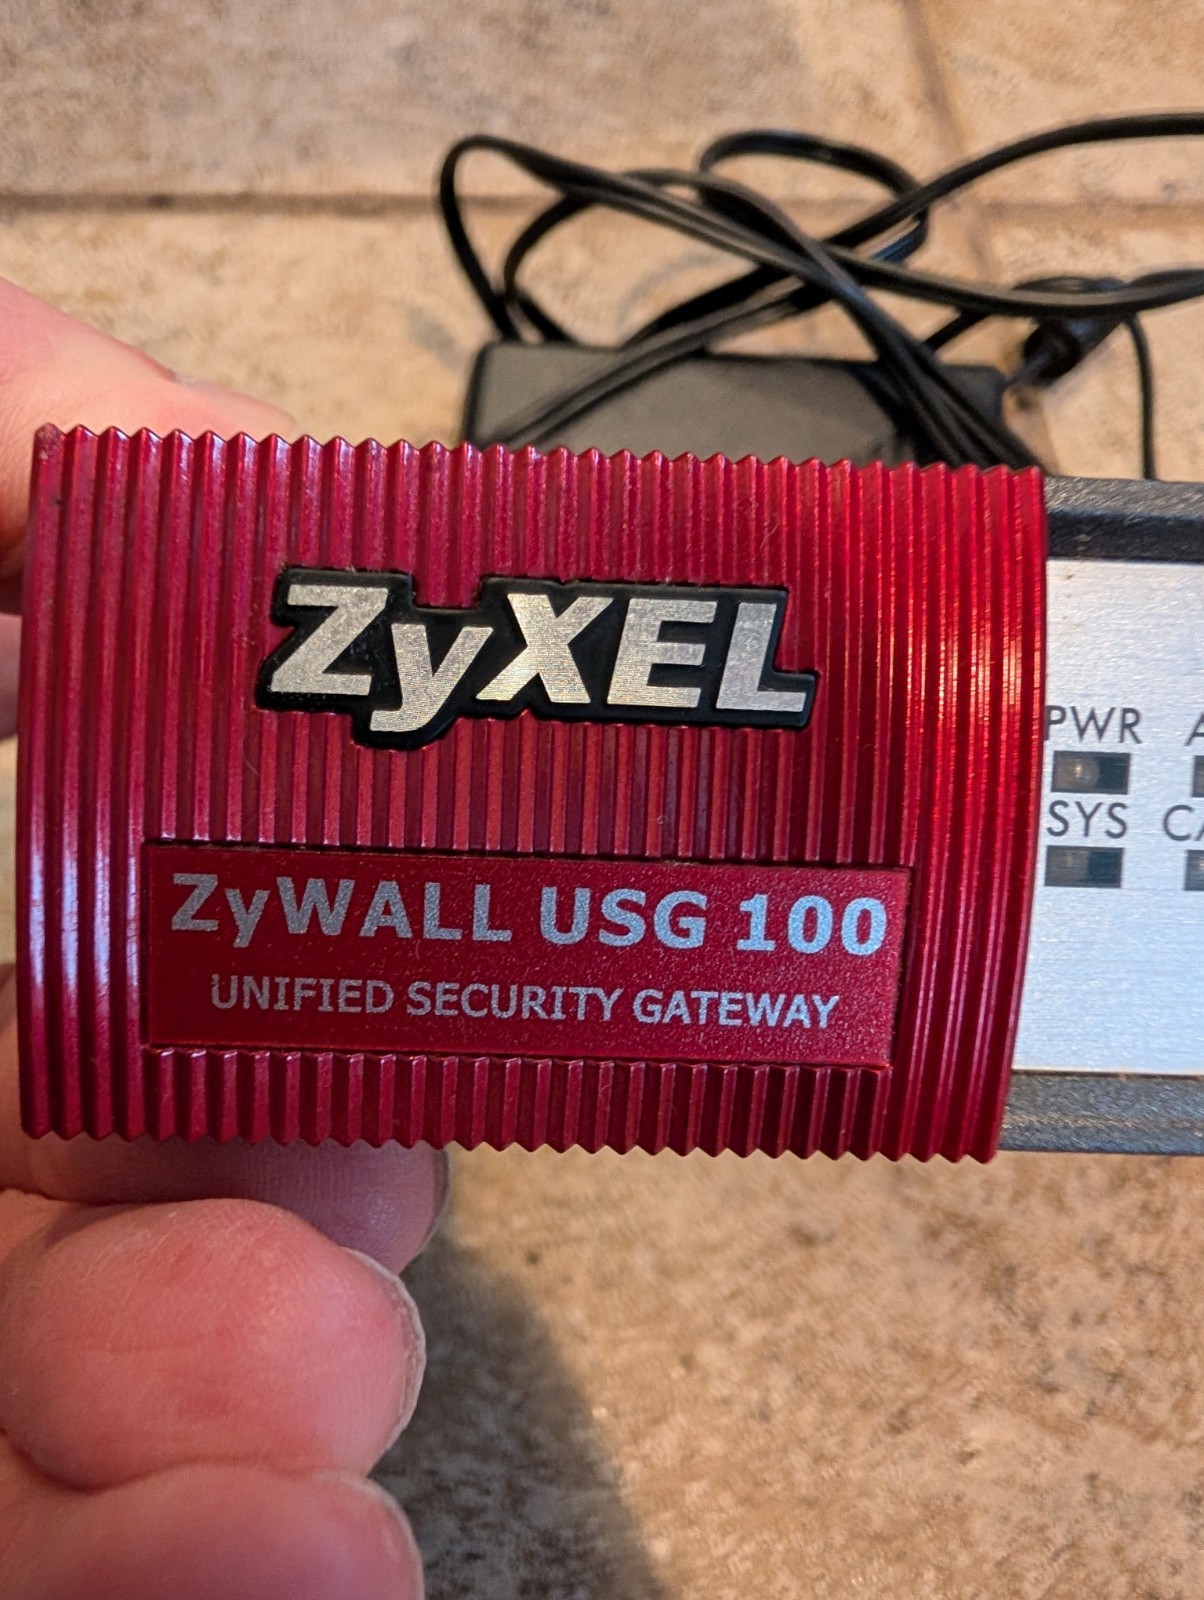 ZyXEL
ZyWALL USG 100
UNIFIED SECURITY GATEWAY
PWR
SYS